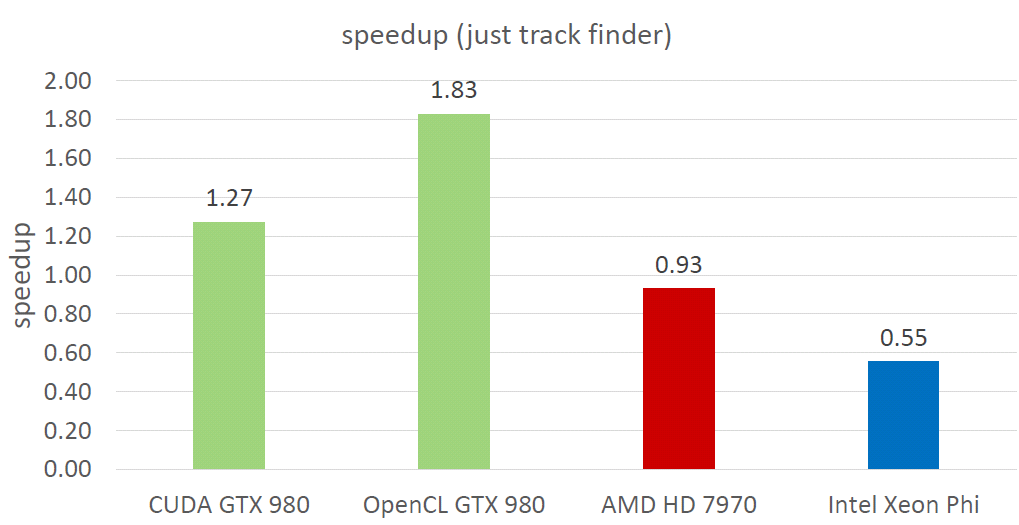 speedup (just track finder)
speedup
2.00
1.80
1.60
1.40
1.20
1.00
0.80
0.60
0.40
0.20
0.00
1.27
1.83
0.93
0.55
CUDA GTX 980
OpenCL GTX 980
AMD HD 7970
Intel Xeon Phi